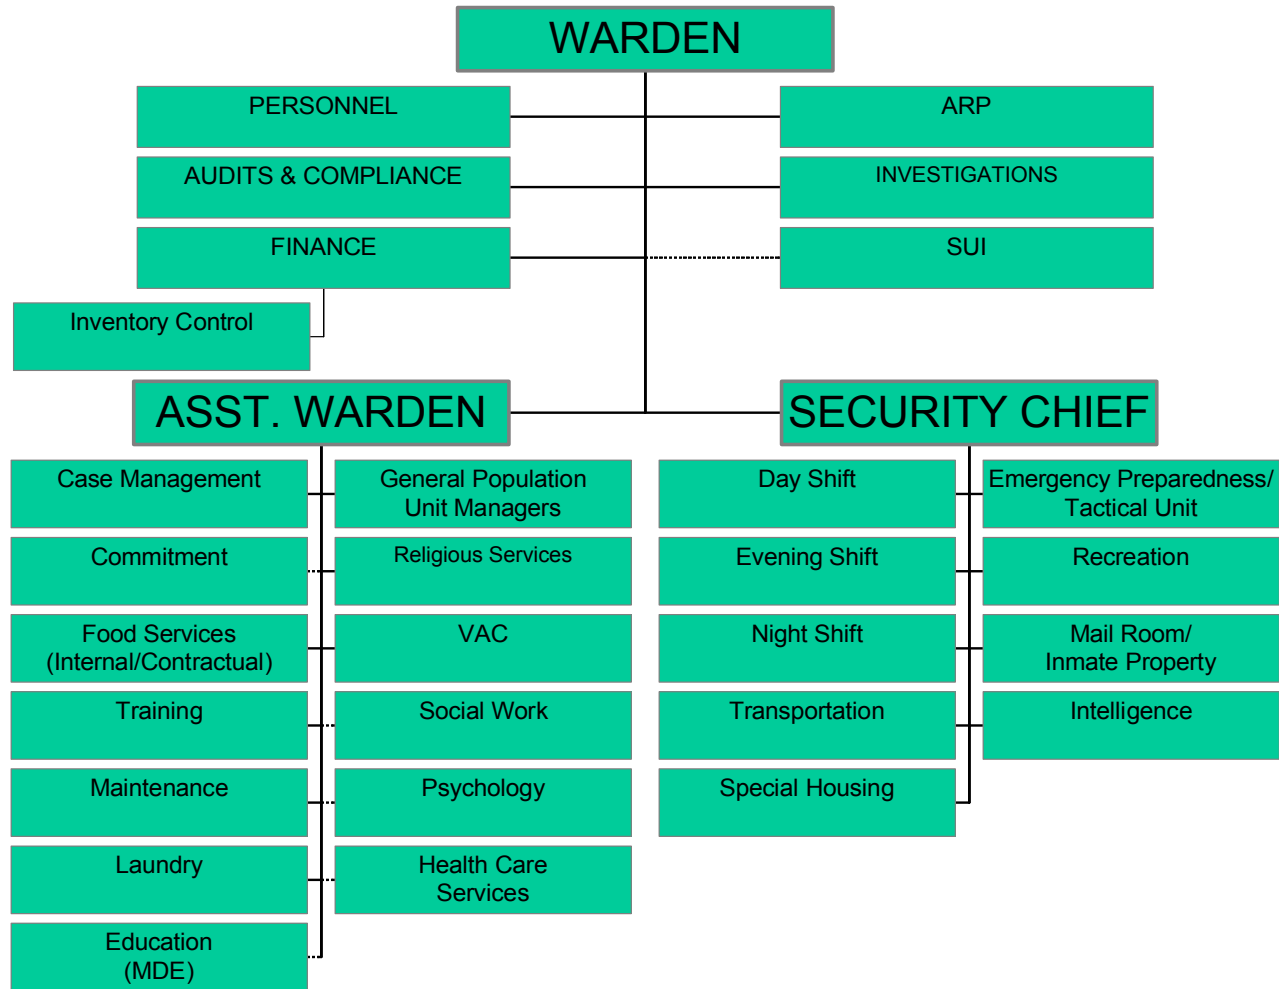 WARDEN
PERSONNEL
ARP
AUDITS & COMPLIANCE
INVESTIGATIONS
FINANCE
SUI
Inventory Control
ASST. WARDEN
SECURITY CHIEF
Case Management
General Population
Unit Managers
Day Shift
Emergency Preparedness/
Tactical Unit
Commitment
Religious Services
Evening Shift
Recreation
Food Services
(Internal/Contractual)
VAC
Night Shift
Mail Room/
Inmate Property
Training
Social Work
Transportation
Intelligence
Maintenance
Psychology
Special Housing
Laundry
Health Care
Services
Education
(MDE)